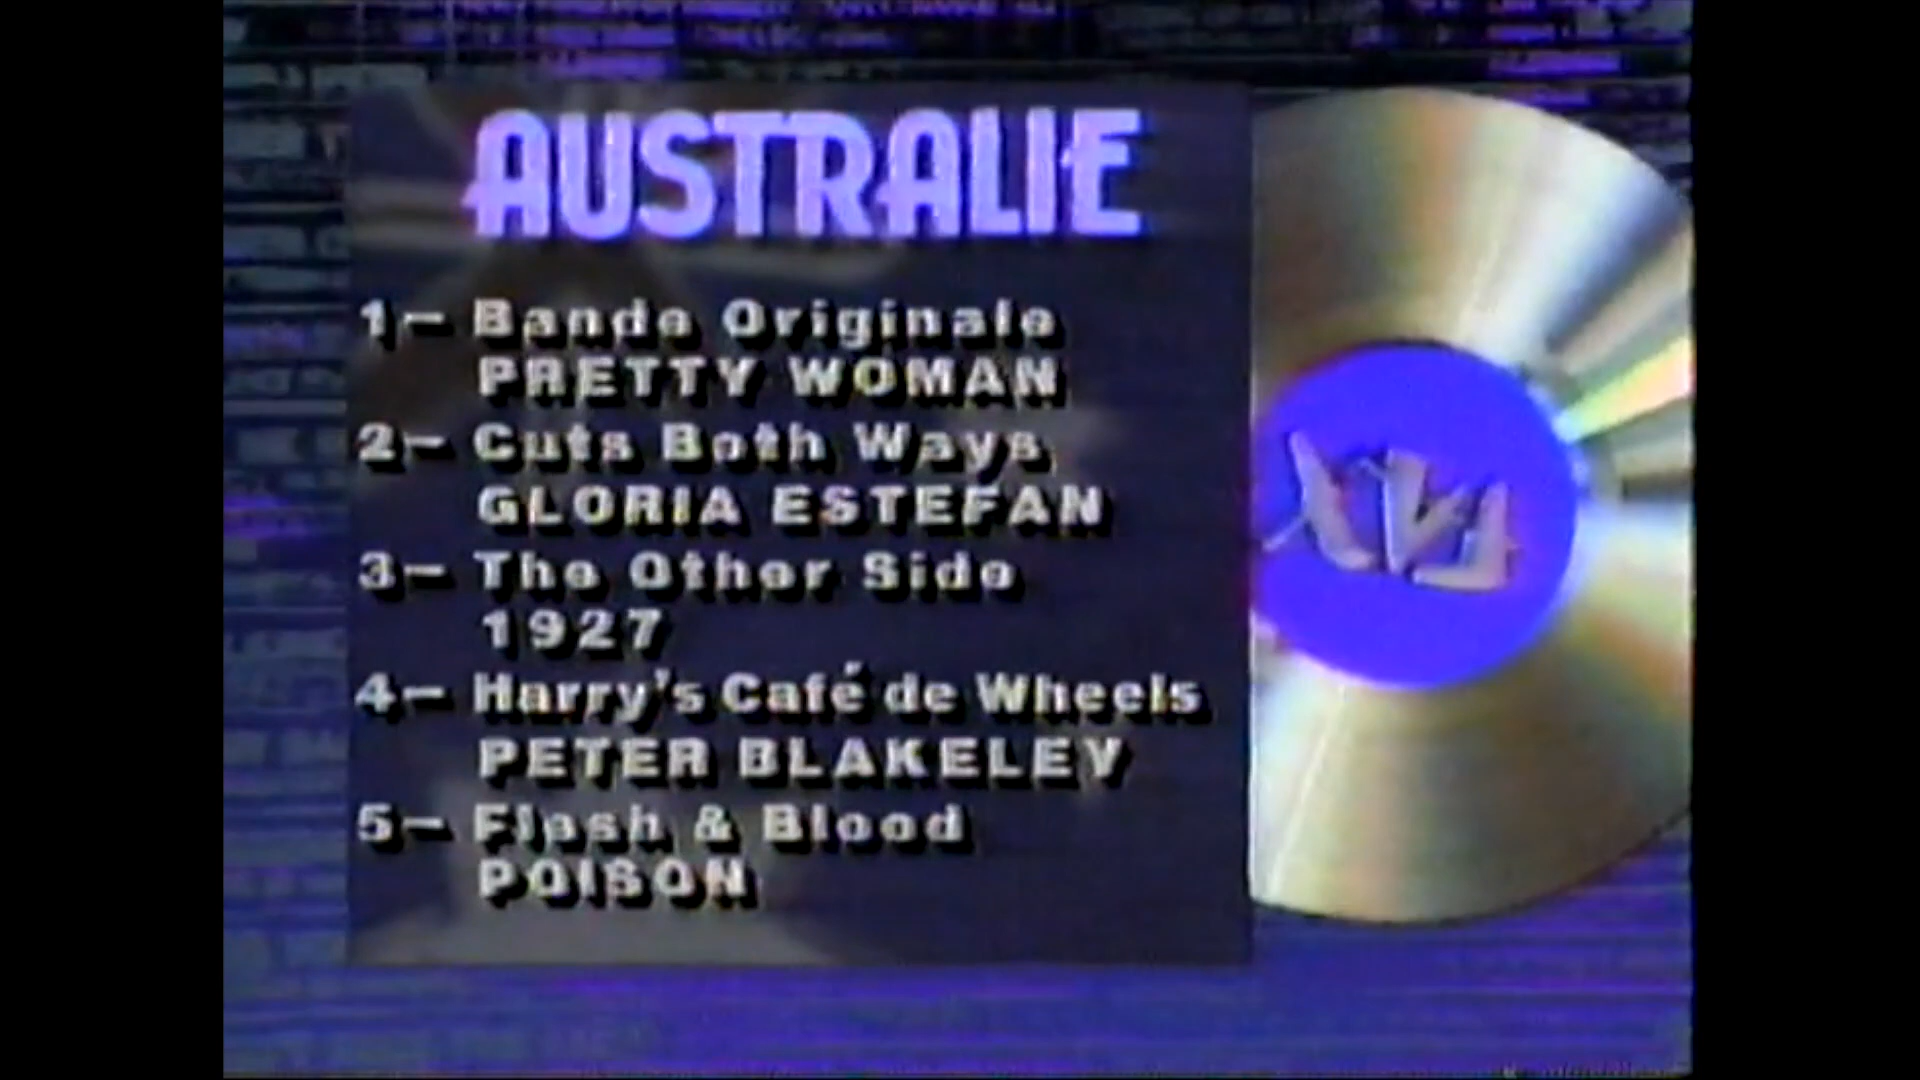 AUSTRALIE
1- Bande Originale
PRETTY WOMAN
2- Cuts Both Ways
GLORIA ESTEFAN
3- The Other Side
1927
4- Harry's Café de Wheels
PETER BLAKELEY
5- Flesh & Blood
POISON